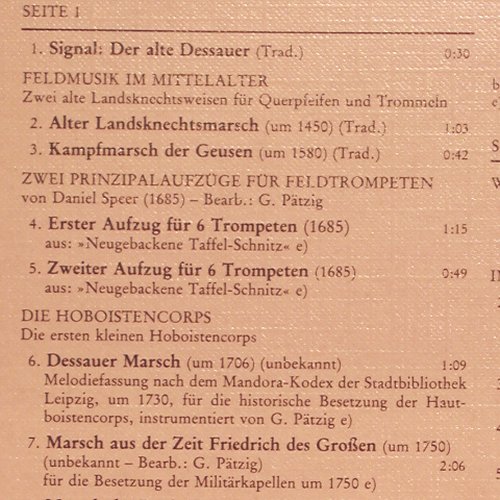 SEITE 1
1. Signal: Der alte Dessauer (Trad.) 0:30
FELDMUSIK IM MITTELALTER
Zwei alte Landsknechtsweisen für Querpfeifen und Trommeln
2. Alter Landsknechtsmarsch (um 1450) (Trad.) 1:03
3. Kampfmarsch der Geusen (um 1580) (Trad.) 0:42
ZWEI PRINZIPALAUFZÜGE FÜR FELDTROMPETEN
von Daniel Speer (1685) – Bearb.: G. Pätzig
4. Erster Aufzug für 6 Trompeten (1685) 1:15
aus: »Neugebackene Taffel-Schnitz« e)
5. Zweiter Aufzug für 6 Trompeten (1685) 0:49
aus: »Neugebackene Taffel-Schnitz« e)
DIE HOBOISTENCORPS
Die ersten kleinen Hoboistencorps
6. Dessauer Marsch (um 1706) (unbekannt) 1:09
Melodiefassung nach dem Mandora-Kodex der Stadtbibliothek
Leipzig, um 1730, für die historische Besetzung der Haut-
boistencorps, instrumentiert von G. Pätzig e)
7. Marsch aus der Zeit Friedrich des Großen (um 1750)
(unbekannt – Bearb.: G. Pätzig) 2:06
für die Besetzung der Militärkapellen um 1750 e)